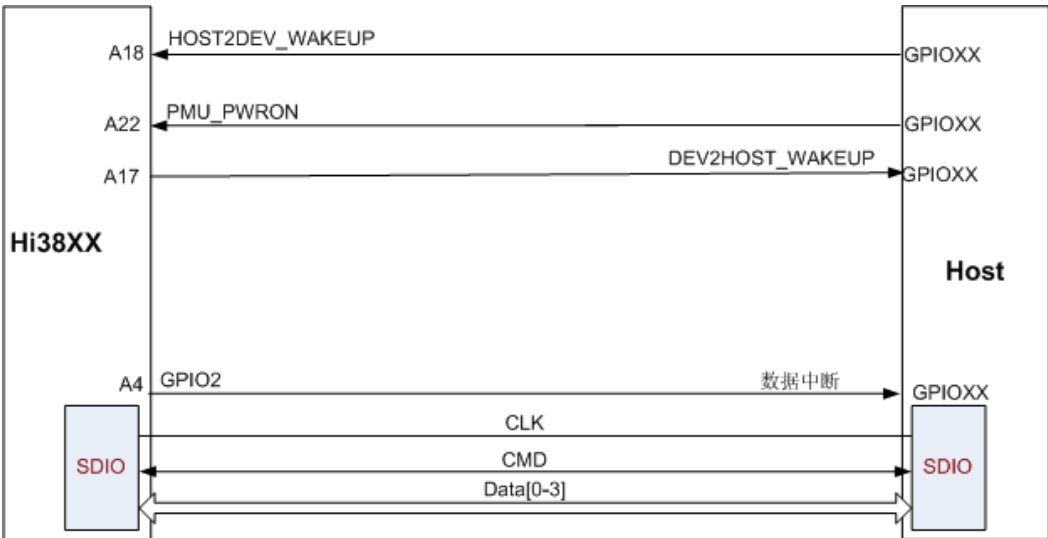 HOST2DEV_WAKEUP
A18
GPIOXX
PMU_PWRON
A22
GPIOXX
DEV2HOST_WAKEUP
A17
GPIOXX
Hi38XX
Host
A4
GPIO2
数据中断
GPIOXX
CLK
SDIO
CMD
SDIO
Data[0-3]